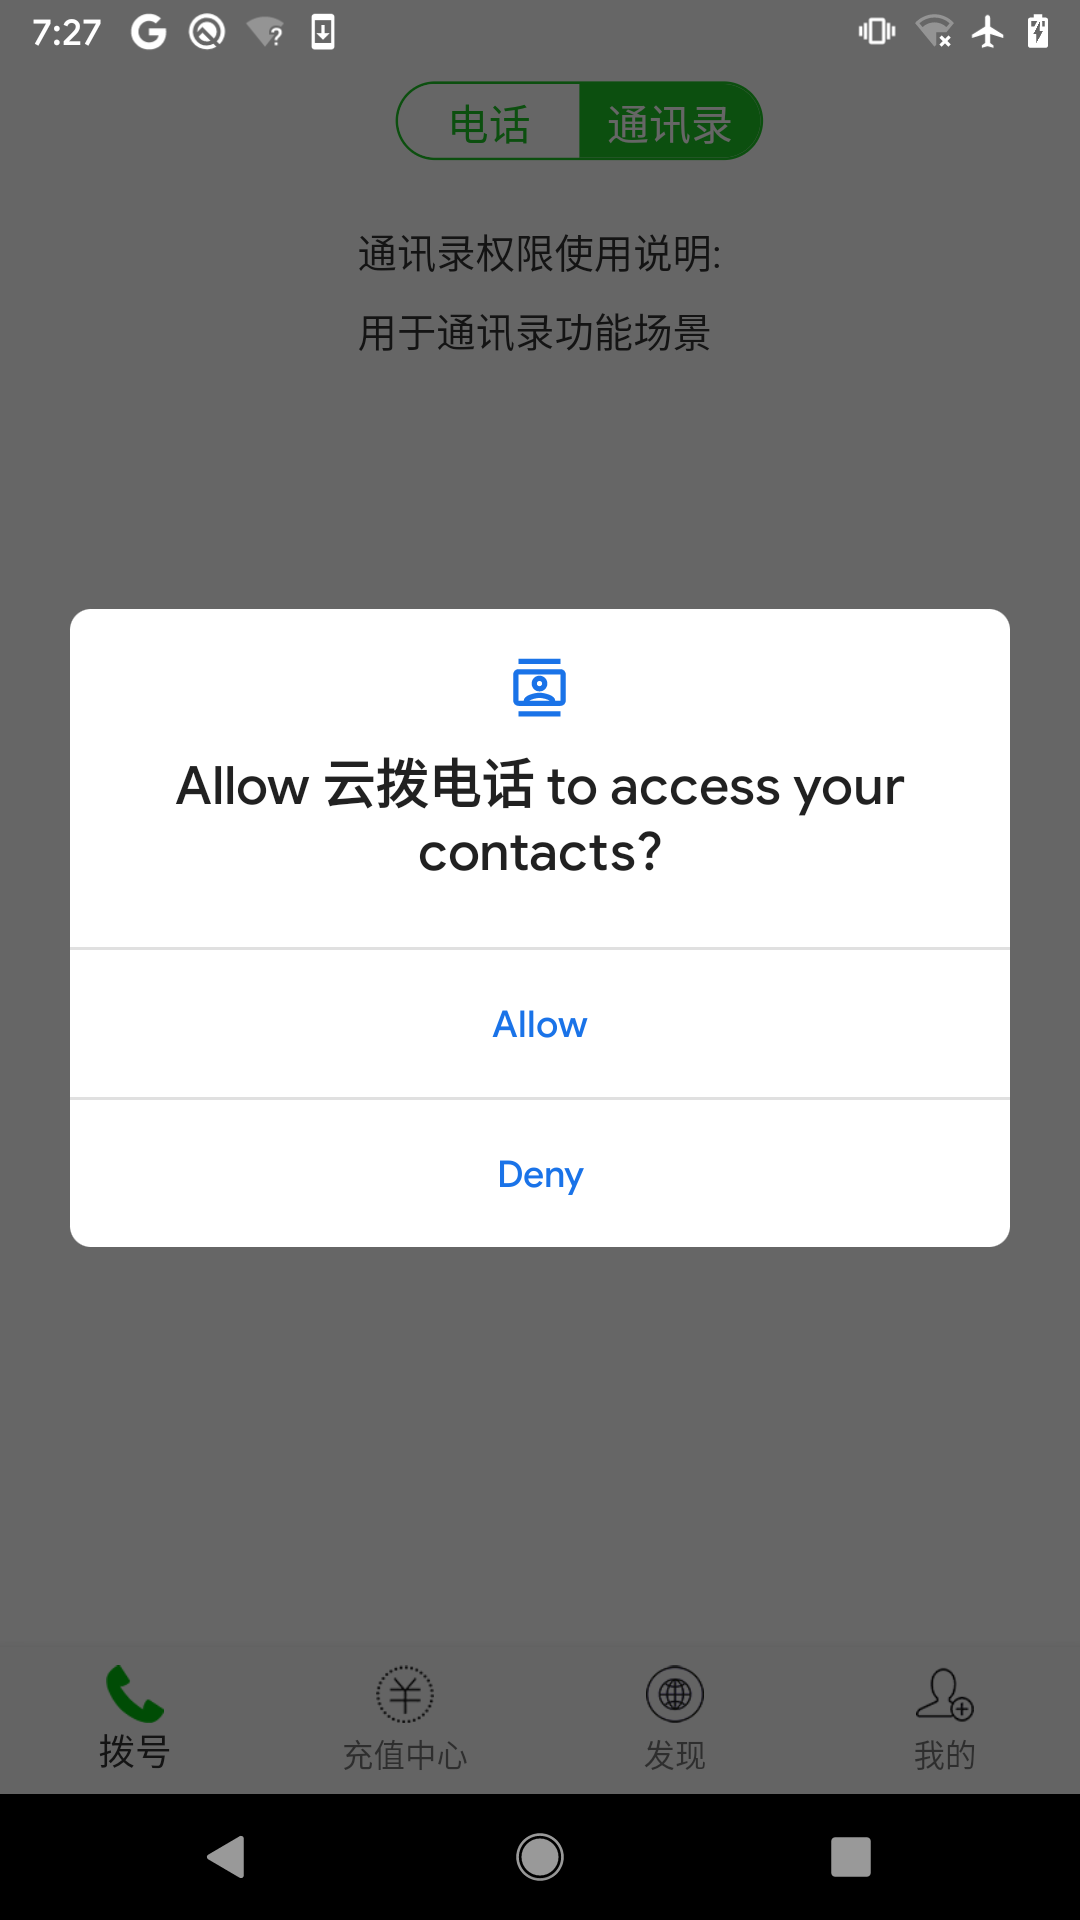 7:27
电话
通讯录
通讯录权限使用说明:
用于通讯录功能场景
Allow 云拨电话 to access your
contacts?
Allow
Deny
拨号
充值中心
发现
我的